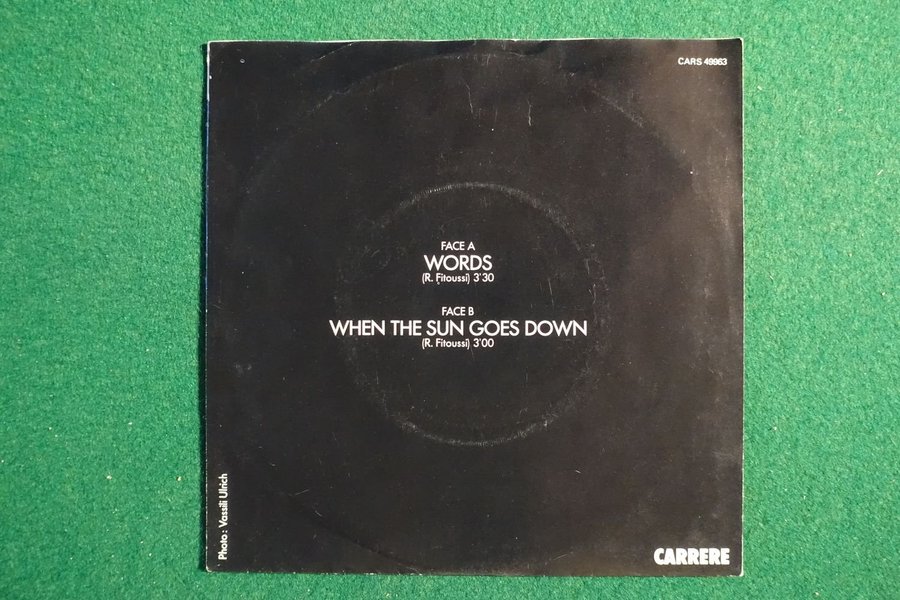 CARS 49963
FACE A
WORDS
(R. Fitoussi) 3'30
FACE B
WHEN THE SUN GOES DOWN
(R. Fitoussi) 3'00
Photo : Vassili Ulrich
CARRERE